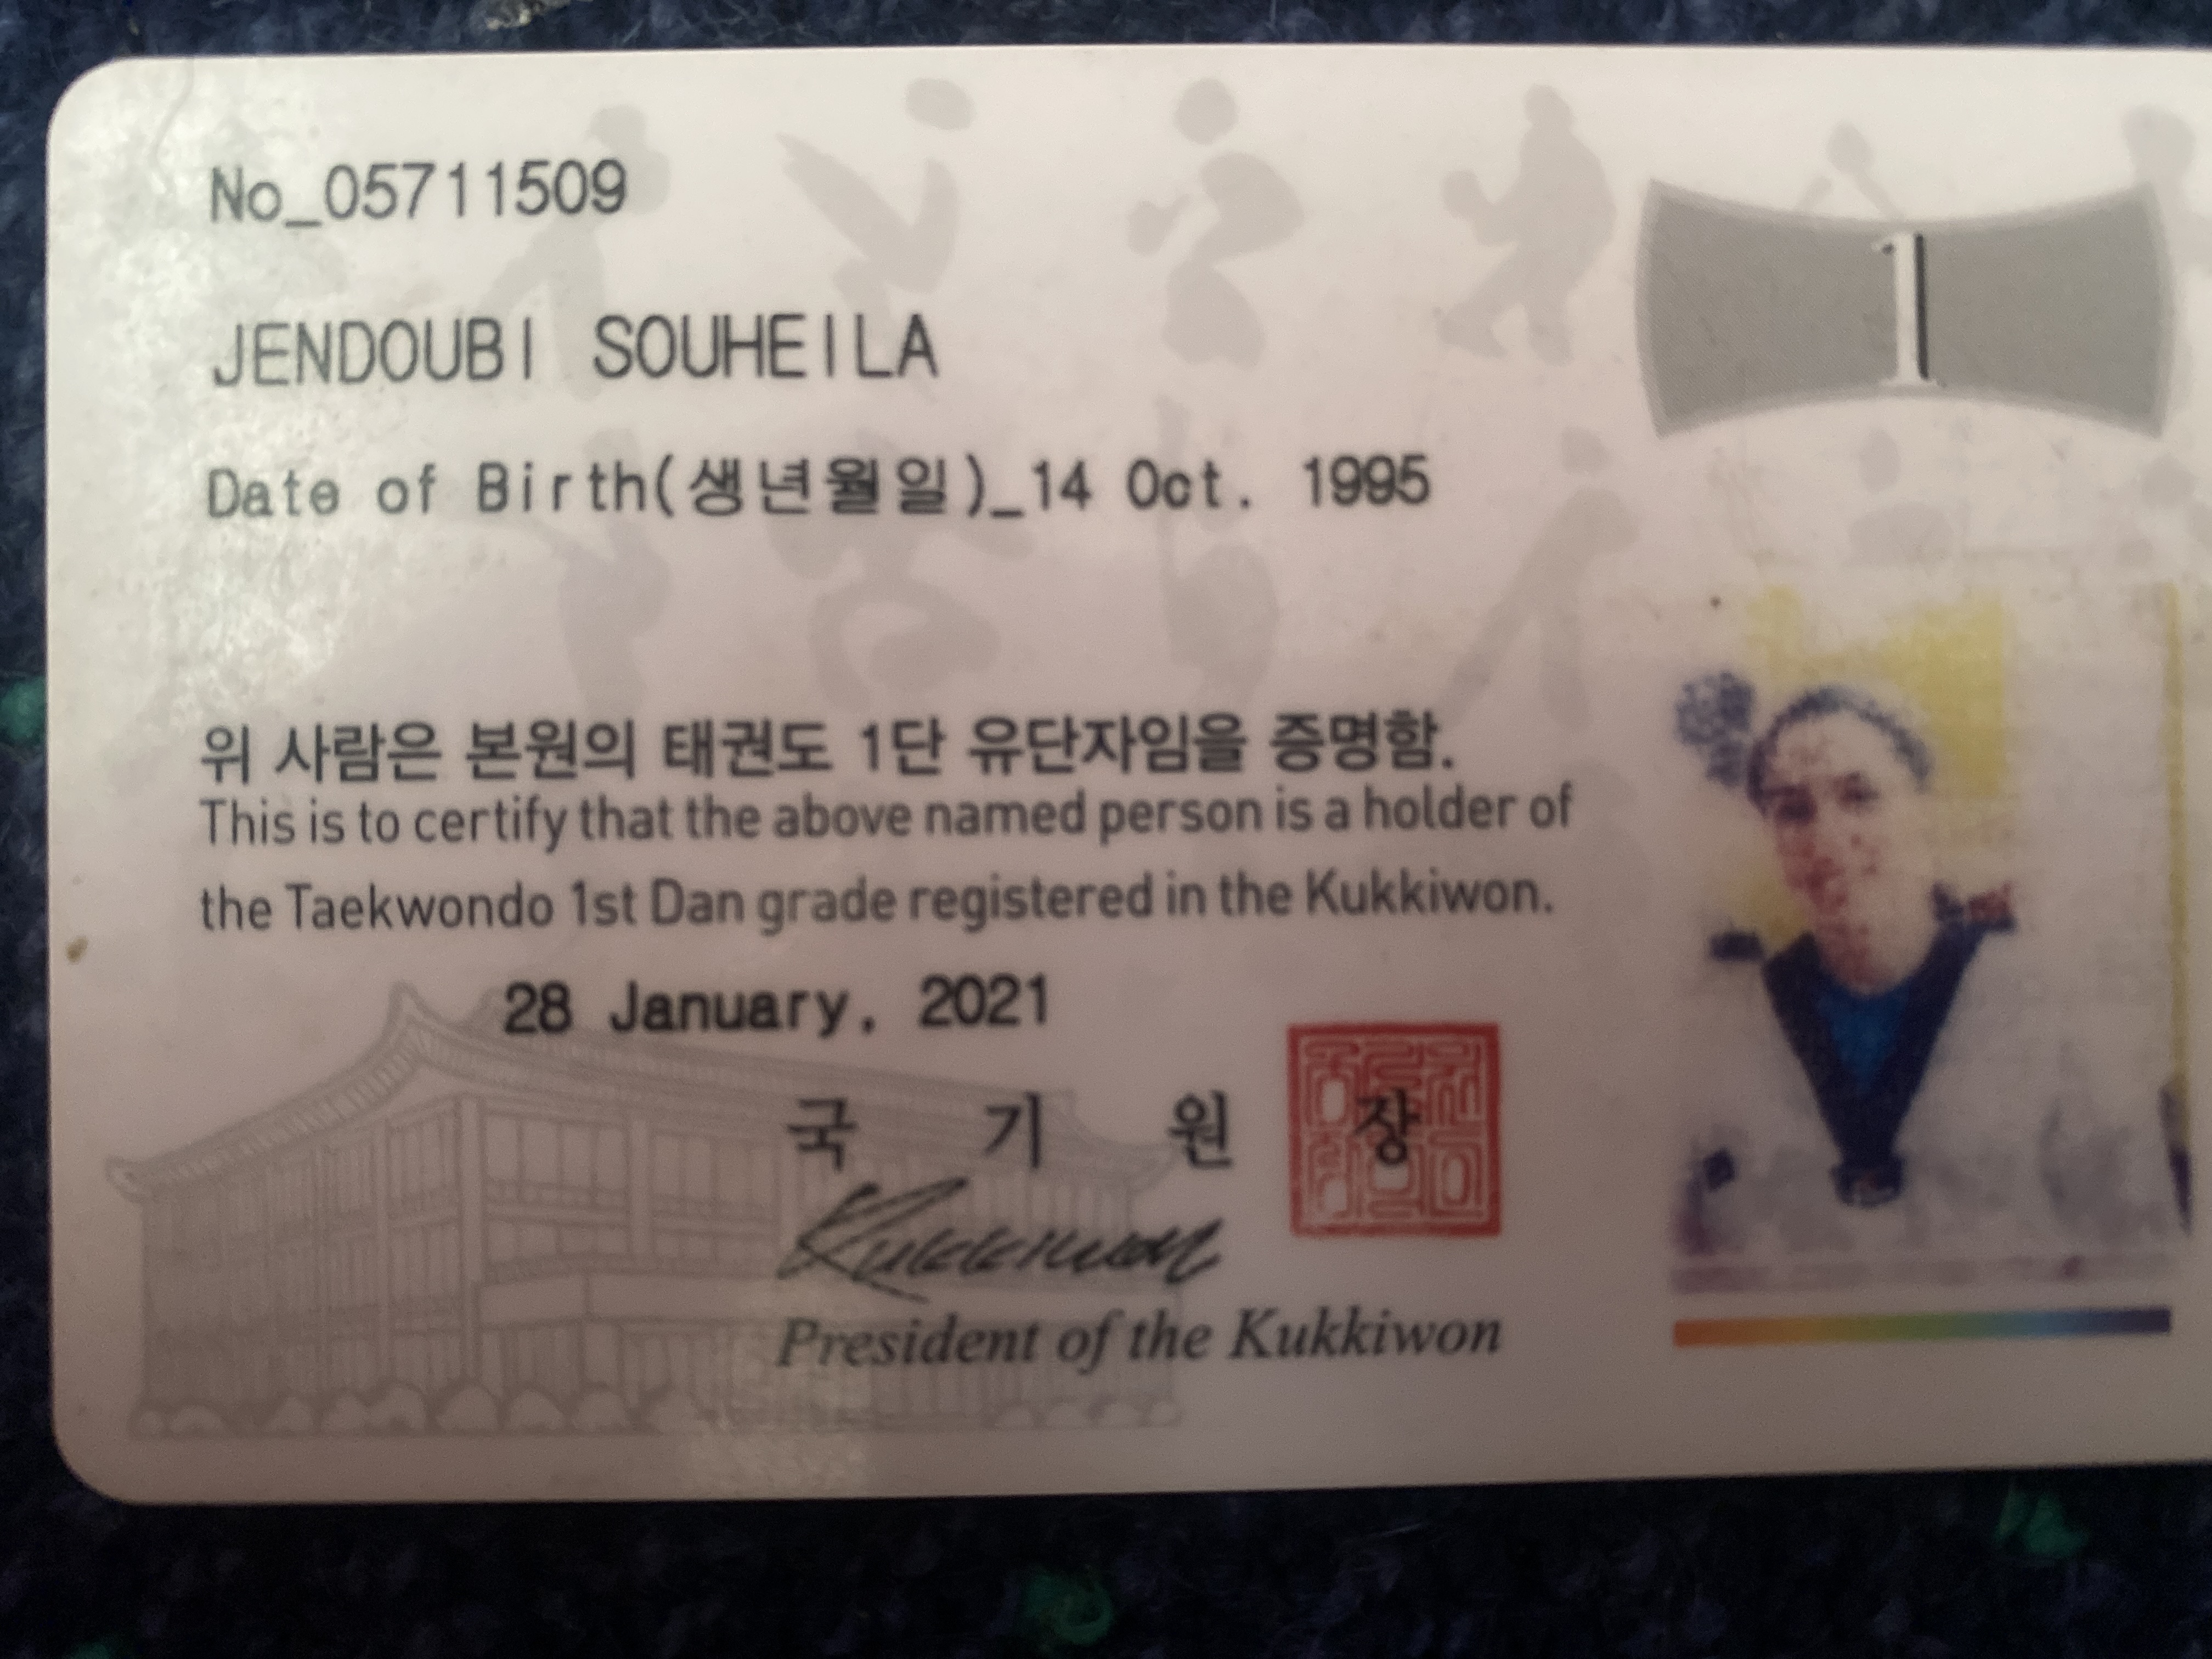 No_05711509
1
JENDOUBI SOUHEILA
Date of Birth(생년월일)_14 Oct. 1995
위 사람은 본원의 태권도 1단 유단자임을 증명함.
This is to certify that the above named person is a holder of
the Taekwondo 1st Dan grade registered in the Kukkiwon.
28 January, 2021
국 기 원 장
Kukkiwon
President of the Kukkiwon